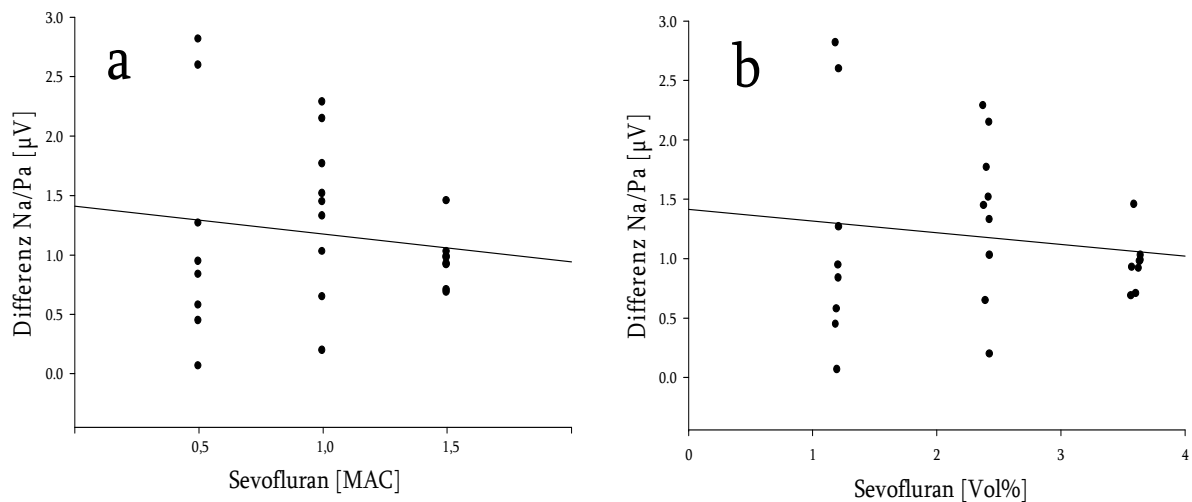 a
Differenz Na/Pa [µV]
3.0
2.5
2.0
1.5
1.0
0.5
0.0
0,5 1,0 1,5
Sevofluran [MAC]
b
Differenz Na/Pa [µV]
3.0
2.5
2.0
1.5
1.0
0.5
0.0
0 1 2 3 4
Sevofluran [Vol%]